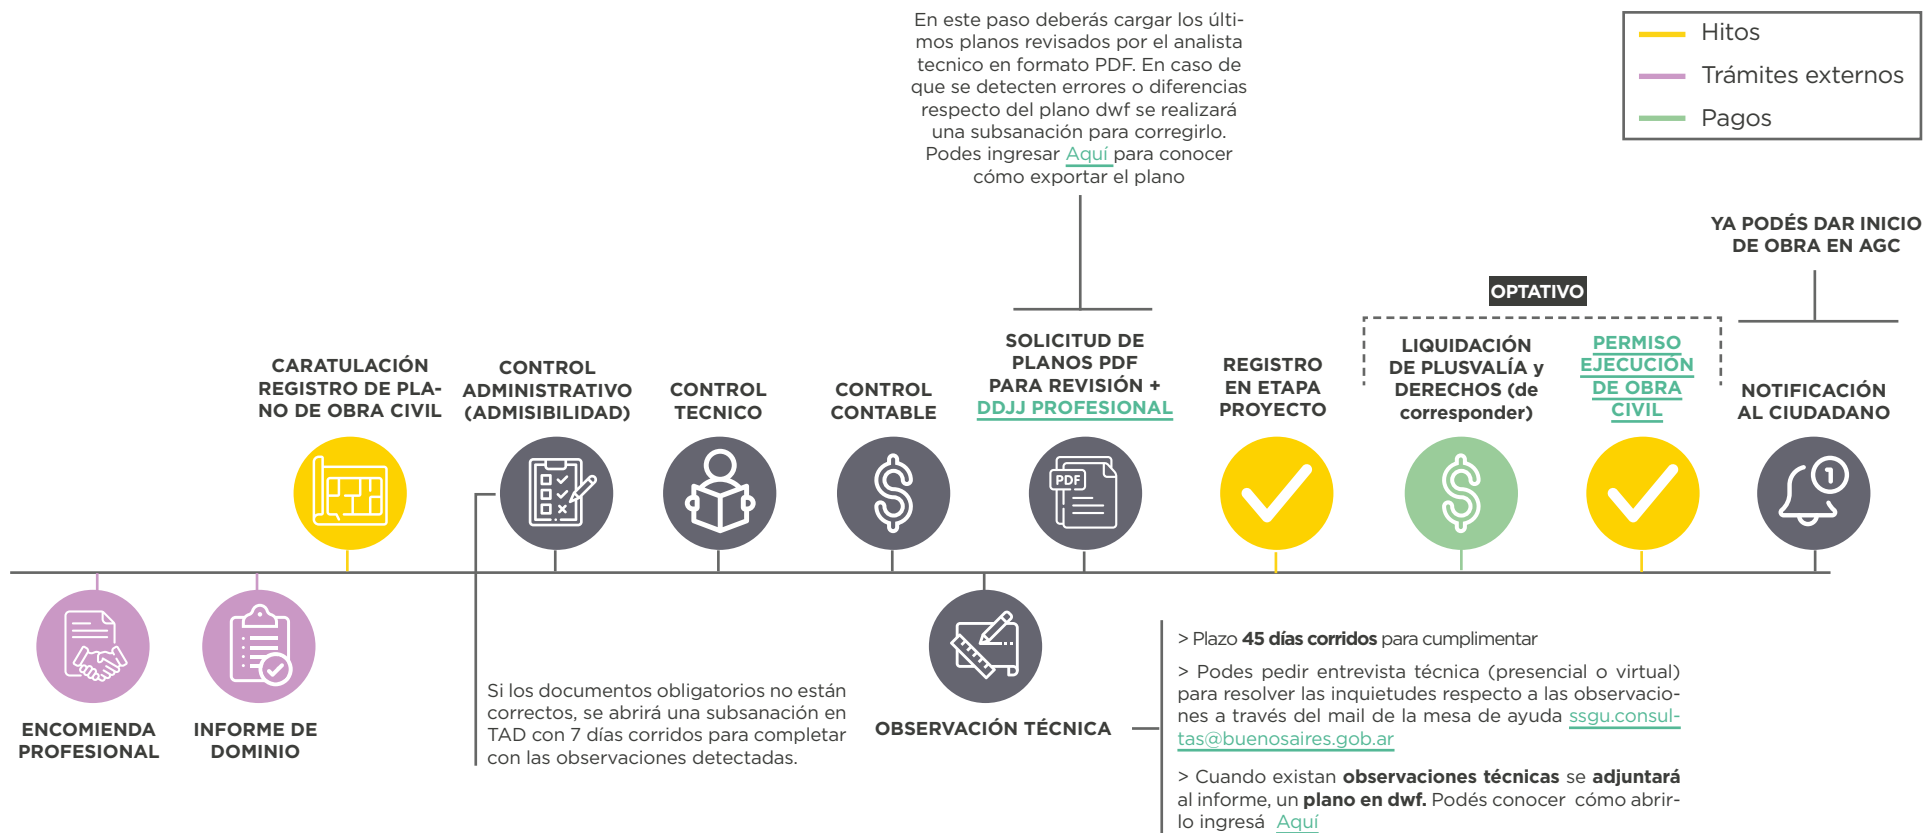 En este paso deberás cargar los últi-
mos planos revisados por el analista
tecnico en formato PDF. En caso de
que se detecten errores o diferencias
respecto del plano dwf se realizará
una subsanación para corregirlo.
Podes ingresar Aquí para conocer
cómo exportar el plano
Hitos
Trámites externos
Pagos
YA PODÉS DAR INICIO
DE OBRA EN AGC
OPTATIVO
CARATULACIÓN
REGISTRO DE PLA-
NO DE OBRA CIVIL
CONTROL
ADMINISTRATIVO
(ADMISIBILIDAD)
CONTROL
TECNICO
CONTROL
CONTABLE
SOLICITUD DE
PLANOS PDF
PARA REVISIÓN +
DDJJ PROFESIONAL
REGISTRO
EN ETAPA
PROYECTO
LIQUIDACIÓN
DE PLUSVALÍA y
DERECHOS (de
corresponder)
PERMISO
EJECUCIÓN
DE OBRA
CIVIL
NOTIFICACIÓN
AL CIUDADANO
$
PDF
$
1
ENCOMIENDA
PROFESIONAL
INFORME DE
DOMINIO
Si los documentos obligatorios no están
correctos, se abrirá una subsanación en
TAD con 7 días corridos para completar
con las observaciones detectadas.
OBSERVACIÓN TÉCNICA
> Plazo 45 días corridos para cumplimentar
> Podes pedir entrevista técnica (presencial o virtual)
para resolver las inquietudes respecto a las observacio-
nes a través del mail de la mesa de ayuda ssgu.consul-
tas@buenosaires.gob.ar
> Cuando existan observaciones técnicas se adjuntará
al informe, un plano en dwf. Podés conocer cómo abrir-
lo ingresá Aquí